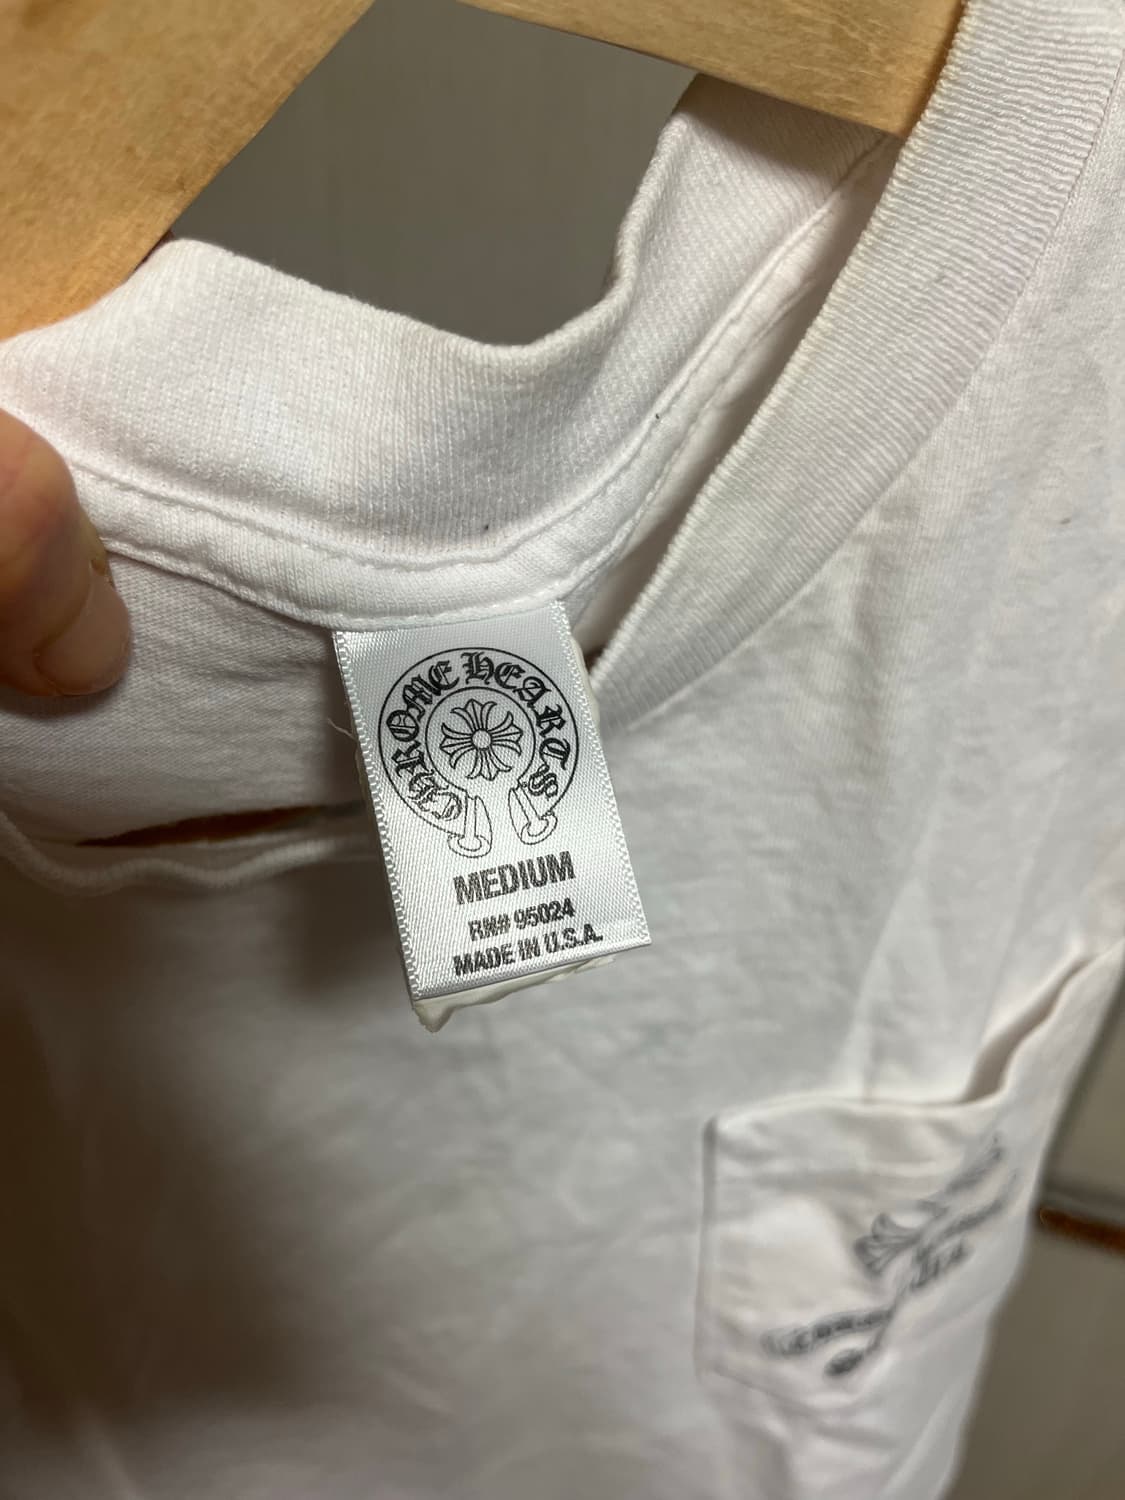 CHROME HEARTS
MEDIUM
RN# 95024
MADE IN U.S.A.